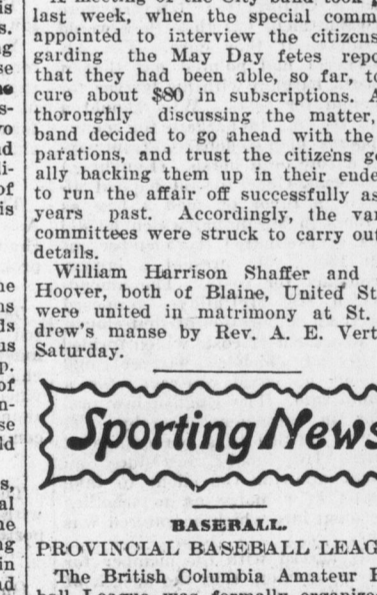 last week, when the special comm
appointed to interview the citizens
garding the May Day fetes repo
that they had been able, so far, to
cure about $80 in subscriptions. A
thoroughly discussing the matter,
band decided to go ahead with the
parations, and trust the citizens ge
ally backing them up in their ende
to run the affair off successfully as
years past. Accordingly, the var
committees were struck to carry out
details.
William Harrison Shaffer and
Hoover, both of Blaine, United St
were united in matrimony at St.
drew's manse by Rev. A. E. Vert
Saturday.
Sporting News
BASEBALL.
PROVINCIAL BASEBALL LEAG
The British Columbia Amateur B